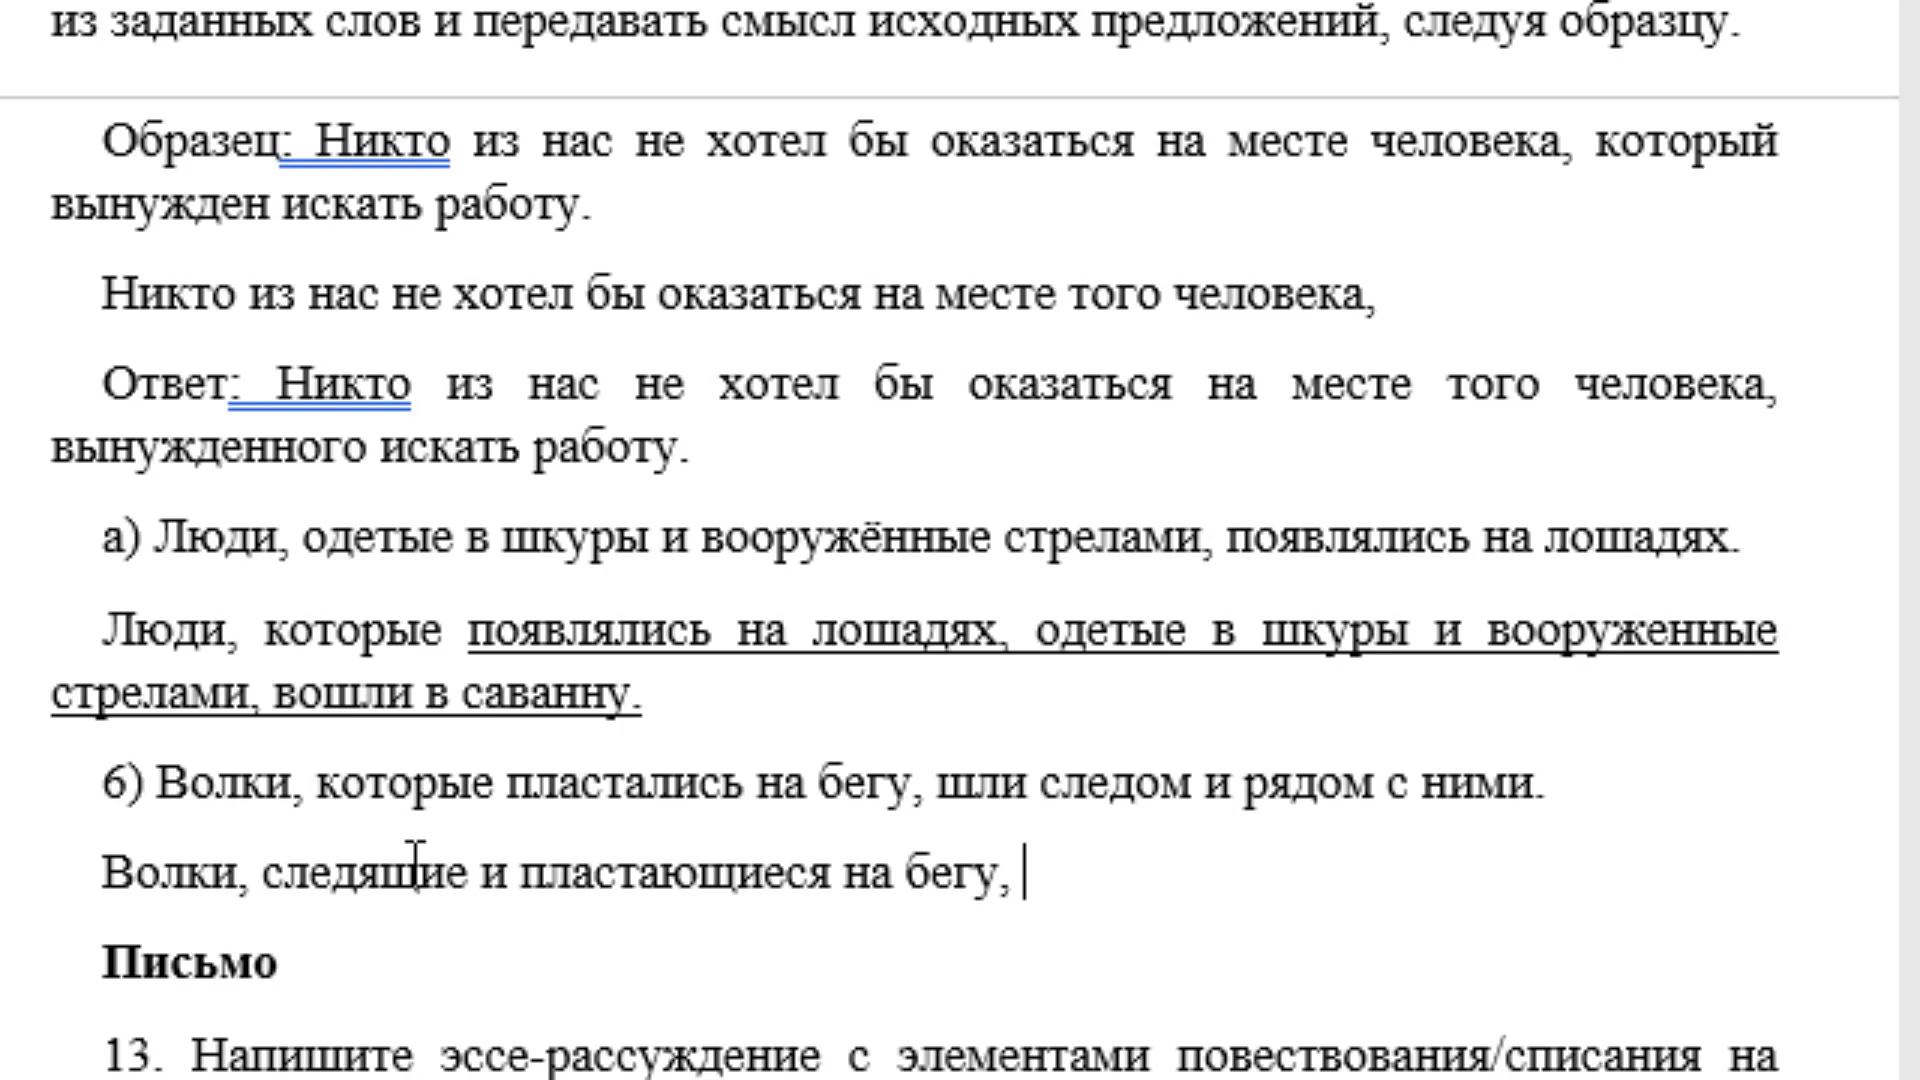 из заданных слов и передавать смысл исходных предложений, следуя образцу.
Образец: Никто из нас не хотел бы оказаться на месте человека, который
вынужден искать работу.
Никто из нас не хотел бы оказаться на месте того человека,
Ответ: Никто из нас не хотел бы оказаться на месте того человека,
вынужденного искать работу.
а) Люди, одетые в шкуры и вооружённые стрелами, появлялись на лошадях.
Люди, которые появлялись на лошадях, одетые в шкуры и вооруженные
стрелами, вошли в саванну.
6) Волки, которые пластались на бегу, шли следом и рядом с ними.
Волки, следящие и пластающиеся на бегу,
Письмо
13. Напишите эссе-рассуждение с элементами повествования/списания на